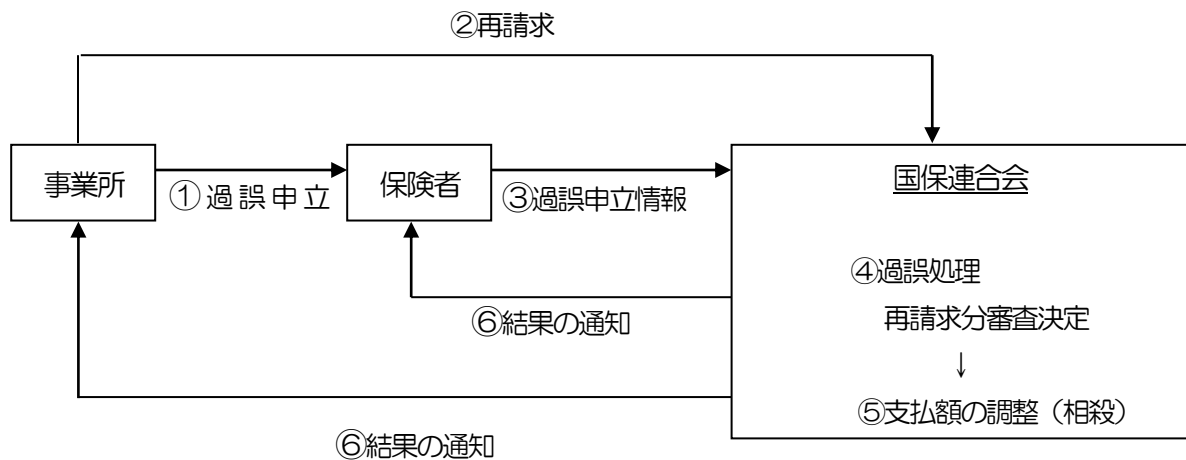 ②再請求
事業所
①過誤申立
保険者
③過誤申立情報
国保連合会
④過誤処理
再請求分審査決定
↓
⑤支払額の調整（相殺）
⑥結果の通知
⑥結果の通知